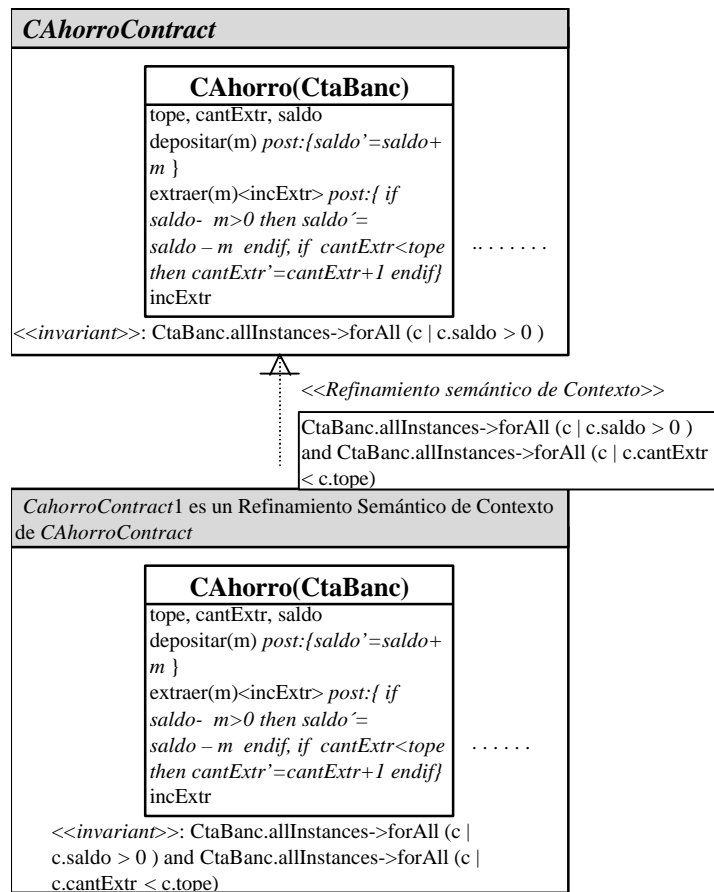 CAhorroContract
CAhorro(CtaBanc)
tope, cantExtr, saldo
depositar(m) post:{saldo’=saldo+
m }
extraer(m)<incExtr> post:{ if
saldo- m>0 then saldo´=
saldo – m endif, if cantExtr<tope
then cantExtr’=cantExtr+1 endif}
incExtr
.. . . . . . .
<<invariant>>: CtaBanc.allInstances->forAll (c | c.saldo > 0 )
<<Refinamiento semántico de Contexto>>
CtaBanc.allInstances->forAll (c | c.saldo > 0 )
and CtaBanc.allInstances->forAll (c | c.cantExtr
< c.tope)
CahorroContract1 es un Refinamiento Semántico de Contexto
de CAhorroContract
CAhorro(CtaBanc)
tope, cantExtr, saldo
depositar(m) post:{saldo’=saldo+
m }
extraer(m)<incExtr> post:{ if
saldo- m>0 then saldo´=
saldo – m endif, if cantExtr<tope
then cantExtr’=cantExtr+1 endif}
incExtr
. . . . . .
<<invariant>>: CtaBanc.allInstances->forAll (c |
c.saldo > 0 ) and CtaBanc.allInstances->forAll (c |
c.cantExtr < c.tope)